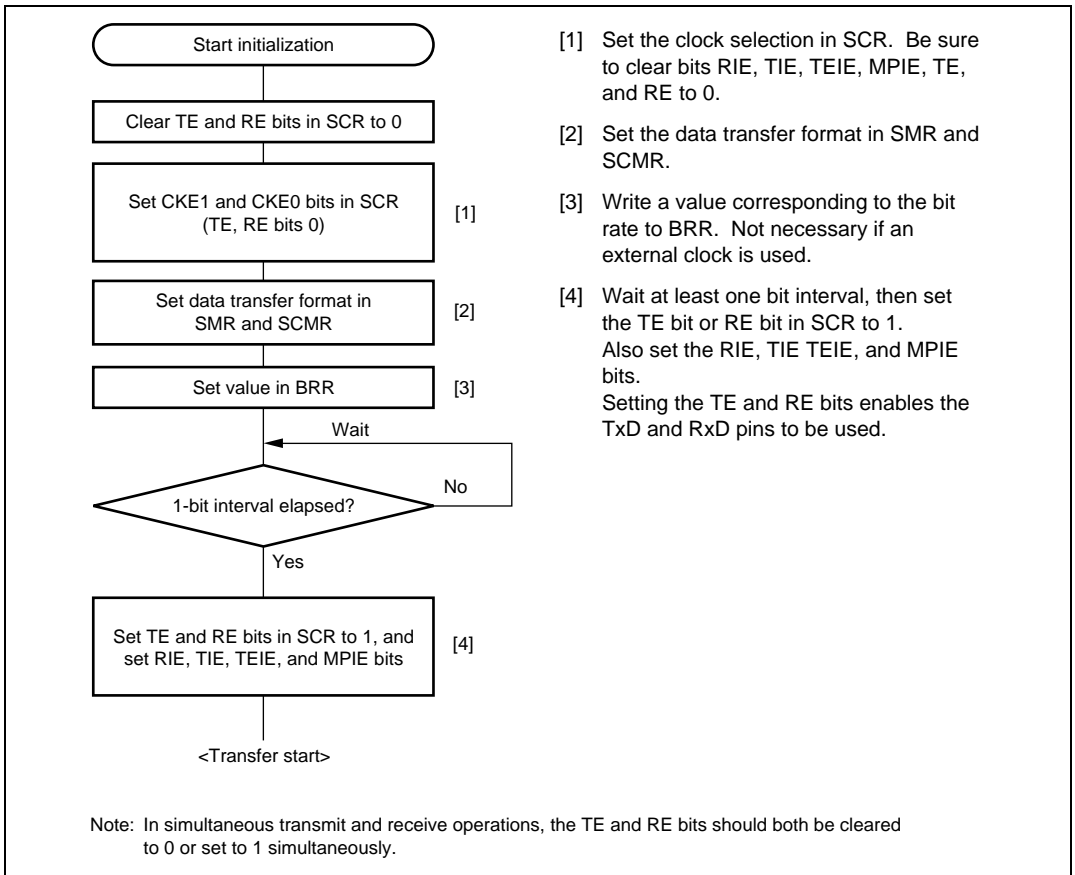 Start initialization
Clear TE and RE bits in SCR to 0
Set CKE1 and CKE0 bits in SCR
(TE, RE bits 0)
[1]
Set data transfer format in
SMR and SCMR
[2]
Set value in BRR
[3]
Wait
No
1-bit interval elapsed?
Yes
Set TE and RE bits in SCR to 1, and
set RIE, TIE, TEIE, and MPIE bits
[4]
<Transfer start>
[1] Set the clock selection in SCR. Be sure
to clear bits RIE, TIE, TEIE, MPIE, TE,
and RE to 0.
[2] Set the data transfer format in SMR and
SCMR.
[3] Write a value corresponding to the bit
rate to BRR. Not necessary if an
external clock is used.
[4] Wait at least one bit interval, then set
the TE bit or RE bit in SCR to 1.
Also set the RIE, TIE TEIE, and MPIE
bits.
Setting the TE and RE bits enables the
TxD and RxD pins to be used.
Note: In simultaneous transmit and receive operations, the TE and RE bits should both be cleared
to 0 or set to 1 simultaneously.